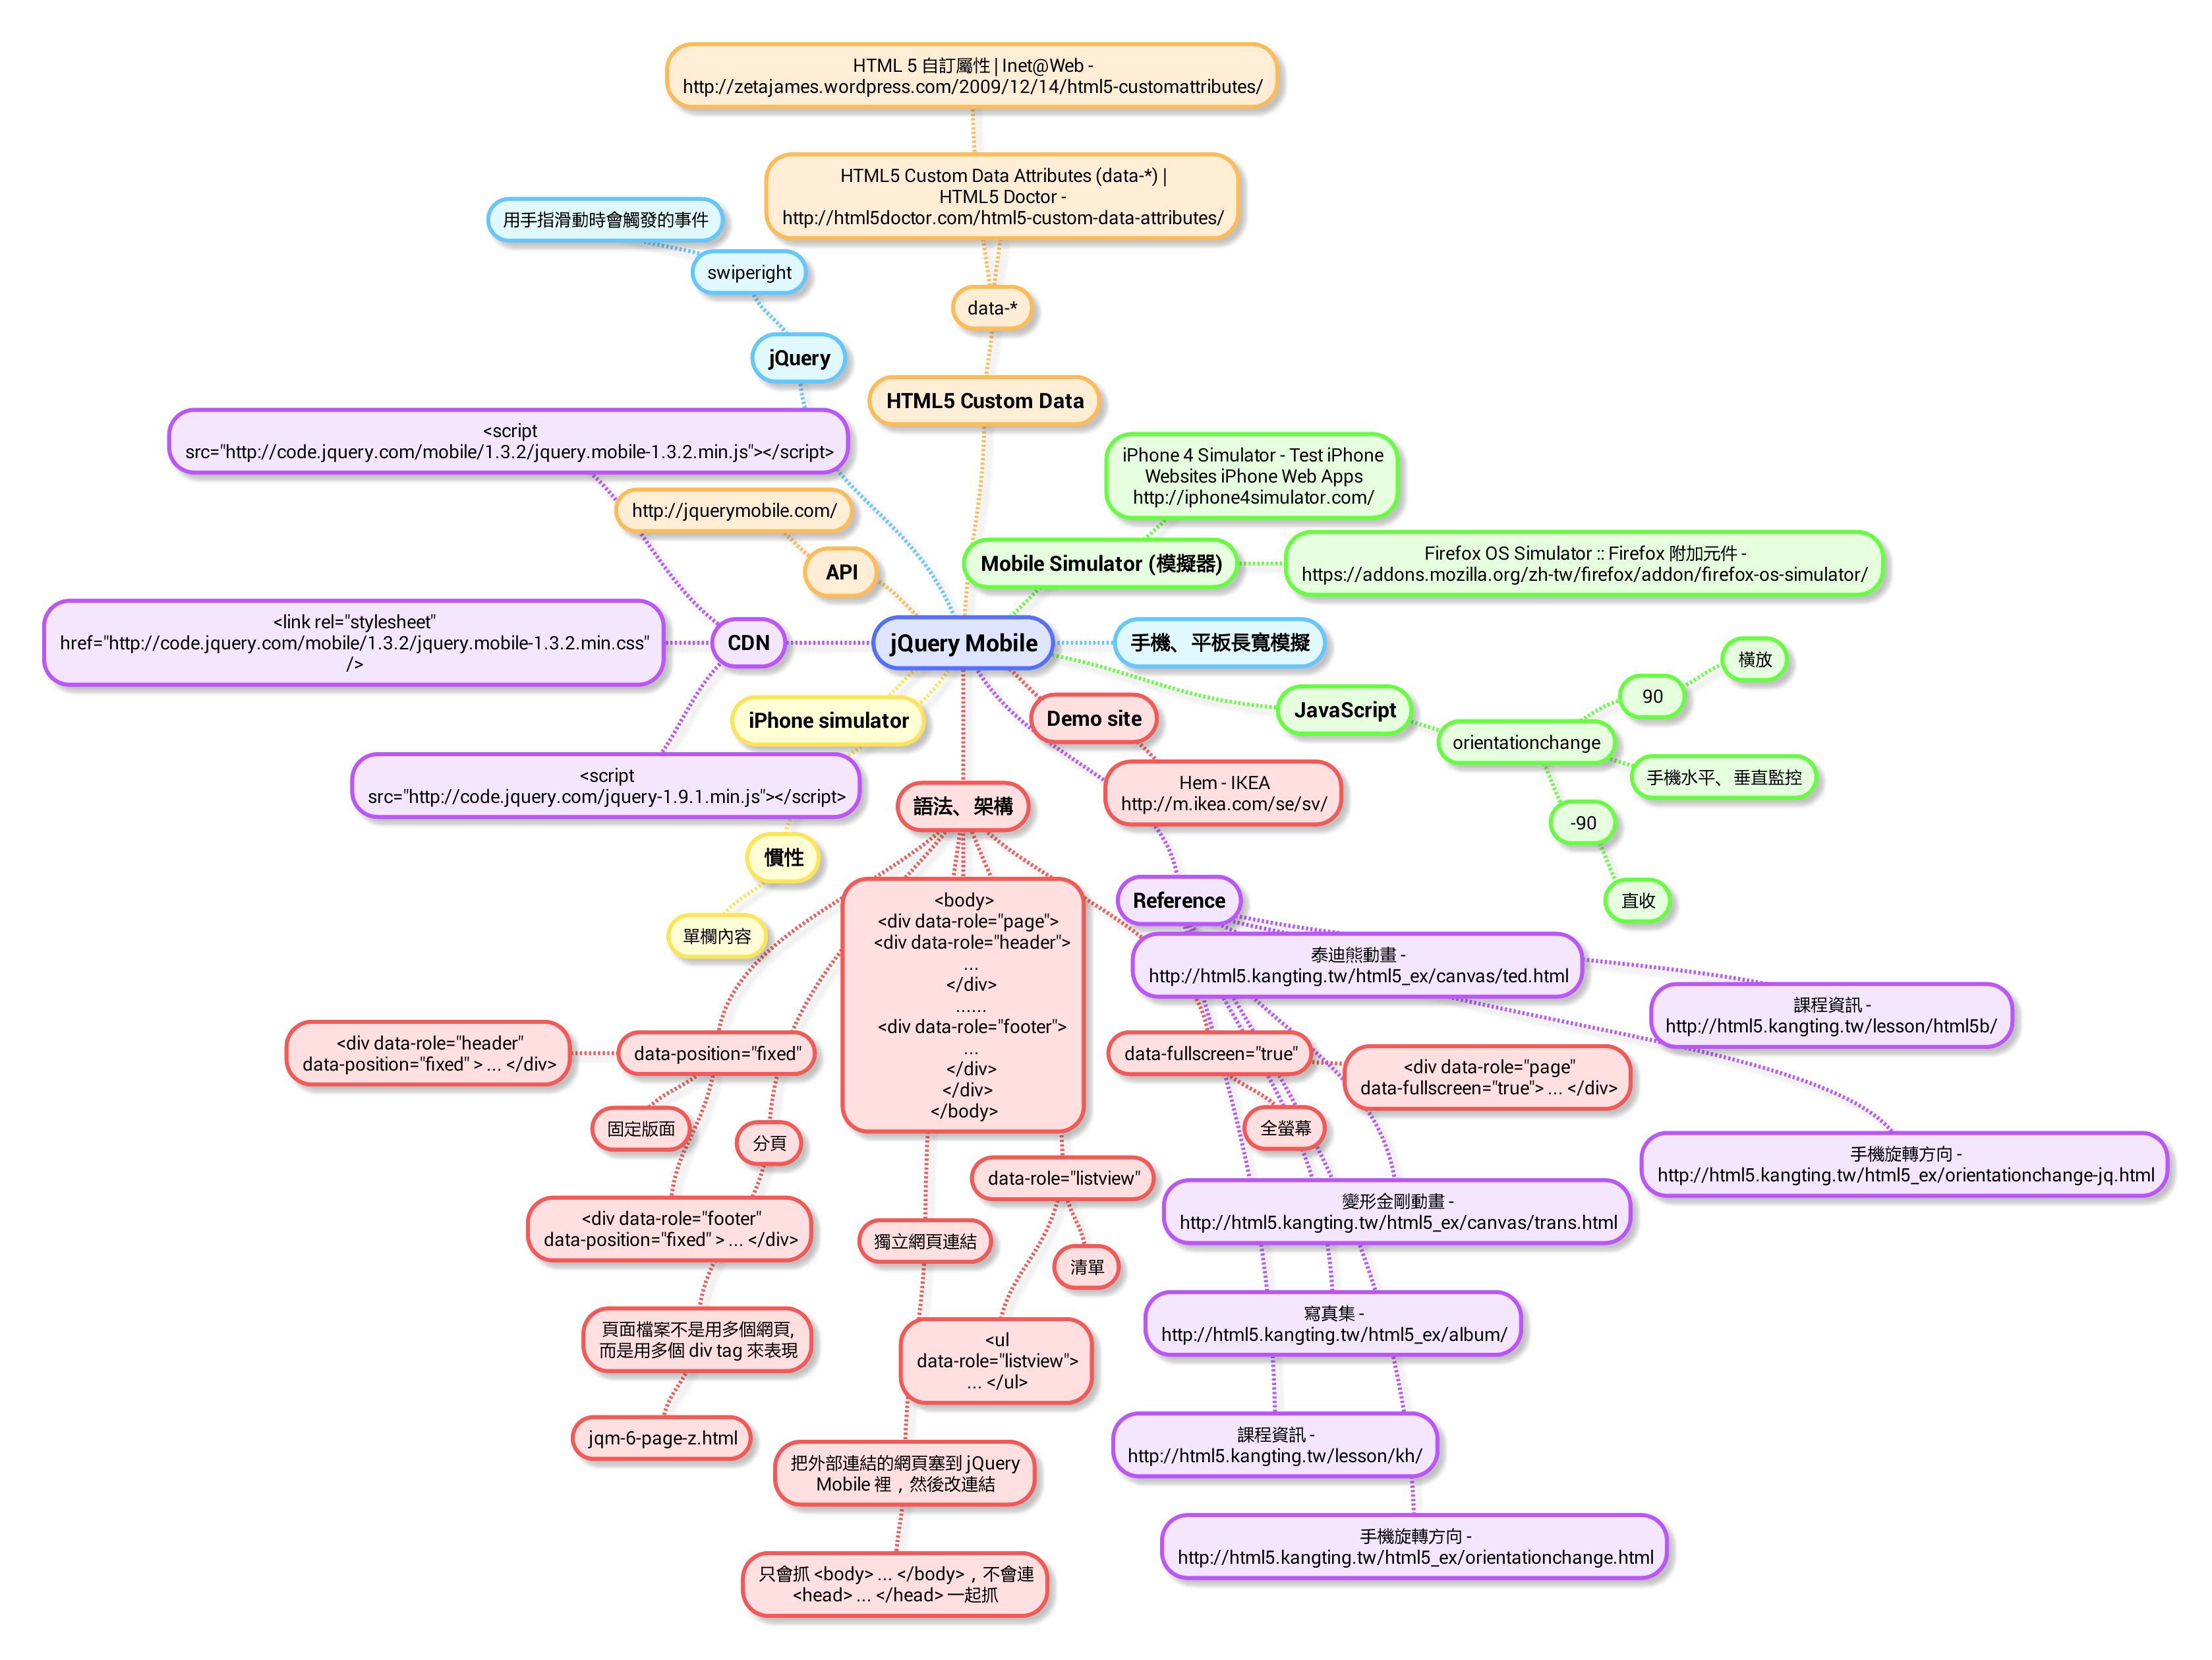 HTML 5 自訂屬性 | Inet@Web -
http://zetajames.wordpress.com/2009/12/14/html5-customattributes/
HTML5 Custom Data Attributes (data-*) |
HTML5 Doctor -
http://html5doctor.com/html5-custom-data-attributes/
用手指滑動時會觸發的事件
swiperight
data-*
jQuery
HTML5 Custom Data
<script
src="http://code.jquery.com/mobile/1.3.2/jquery.mobile-1.3.2.min.js"></script>
iPhone 4 Simulator - Test iPhone
Websites iPhone Web Apps
http://iphone4simulator.com/
http://jquerymobile.com/
API
Mobile Simulator (模擬器)
Firefox OS Simulator :: Firefox 附加元件 -
https://addons.mozilla.org/zh-tw/firefox/addon/firefox-os-simulator/
<link rel="stylesheet"
href="http://code.jquery.com/mobile/1.3.2/jquery.mobile-1.3.2.min.css"
/>
CDN
jQuery Mobile
手機、平板長寬模擬
橫放
90
JavaScript
orientationchange
手機水平、垂直監控
-90
直收
iPhone simulator
Demo site
Hem - IKEA
http://m.ikea.com/se/sv/
<script
src="http://code.jquery.com/jquery-1.9.1.min.js"></script>
語法、架構
慣性
單欄內容
<body>
<div data-role="page">
<div data-role="header">
...
</div>
......
<div data-role="footer">
...
</div>
</div>
</body>
Reference
泰迪熊動畫 -
http://html5.kangting.tw/html5_ex/canvas/ted.html
課程資訊 -
http://html5.kangting.tw/lesson/html5b/
<div data-role="header"
data-position="fixed" > ... </div>
data-position="fixed"
data-fullscreen="true"
<div data-role="page"
data-fullscreen="true"> ... </div>
固定版面
分頁
全螢幕
手機旋轉方向 -
http://html5.kangting.tw/html5_ex/orientationchange-jq.html
data-role="listview"
<div data-role="footer"
data-position="fixed" > ... </div>
獨立網頁連結
清單
變形金剛動畫 -
http://html5.kangting.tw/html5_ex/canvas/trans.html
頁面檔案不是用多個網頁,
而是用多個 div tag 來表現
<ul
data-role="listview">
... </ul>
寫真集 -
http://html5.kangting.tw/html5_ex/album/
jqm-6-page-z.html
把外部連結的網頁塞到 jQuery
Mobile 裡，然後改連結
課程資訊 -
http://html5.kangting.tw/lesson/kh/
只會抓 <body> ... </body>，不會連
<head> ... </head> 一起抓
手機旋轉方向 -
http://html5.kangting.tw/html5_ex/orientationchange.html